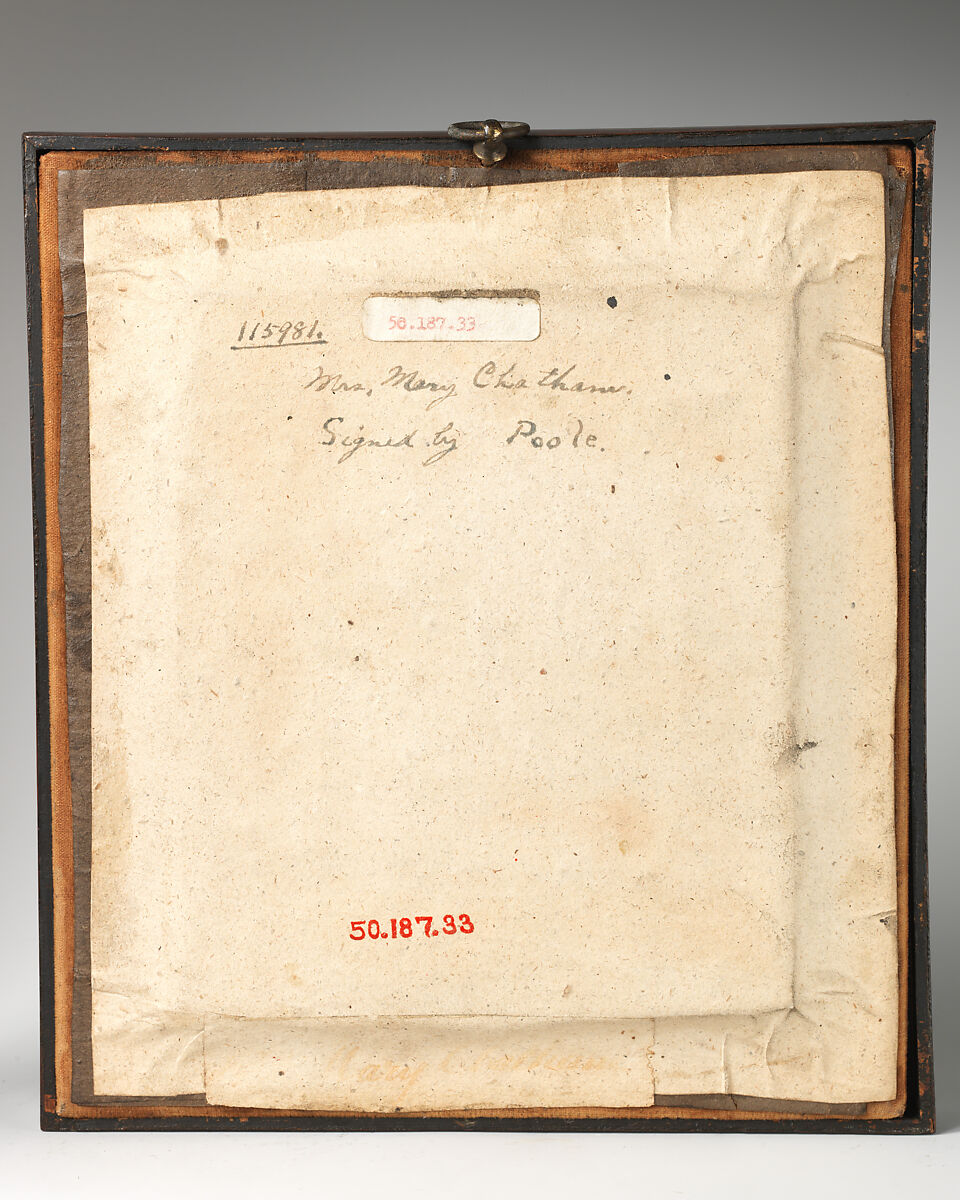 50.187.33
115981.
Mrs. Mary Chatham.
Signed by Poole.
50.187.33